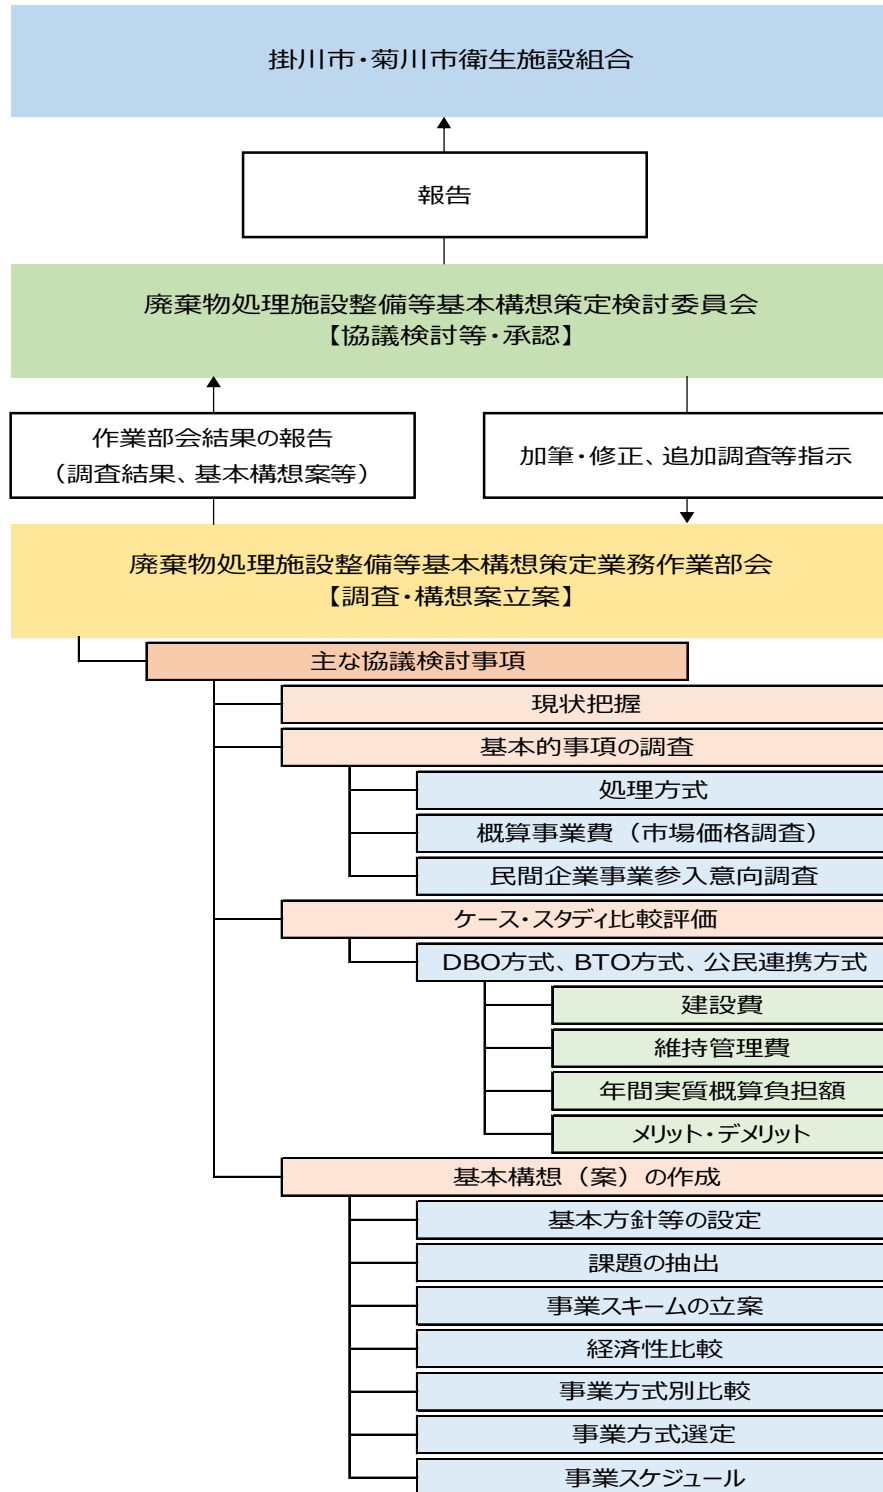 掛川市・菊川市衛生施設組合
報告
廃棄物処理施設整備等基本構想策定検討委員会
【協議検討等・承認】
作業部会結果の報告
（調査結果、基本構想案等）
加筆・修正、追加調査等指示
廃棄物処理施設整備等基本構想策定業務作業部会
【調査・構想案立案】
主な協議検討事項
現状把握
基本的事項の調査
処理方式
概算事業費（市場価格調査）
民間企業事業参入意向調査
ケース・スタディ比較評価
DBO方式、BTO方式、公民連携方式
建設費
維持管理費
年間実質概算負担額
メリット・デメリット
基本構想（案）の作成
基本方針等の設定
課題の抽出
事業スキームの立案
経済性比較
事業方式別比較
事業方式選定
事業スケジュール